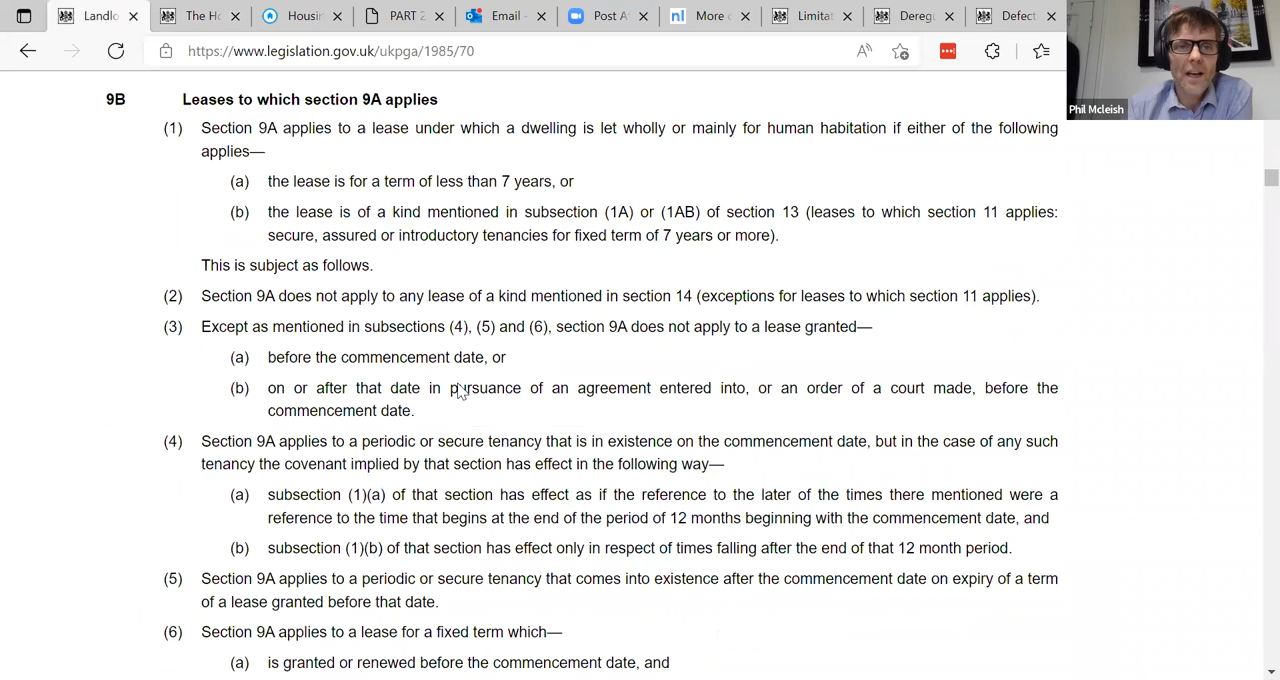 Landlo
The Ho
Housin
PART 2
Email -
Post A
More
Limitat
Deregu
Defect
https://www.legislation.gov.uk/ukpga/1985/70
Phil Mcleish
9B Leases to which section 9A applies
(1) Section 9A applies to a lease under which a dwelling is let wholly or mainly for human habitation if either of the following
applies—
(a) the lease is for a term of less than 7 years, or
(b) the lease is of a kind mentioned in subsection (1A) or (1AB) of section 13 (leases to which section 11 applies:
secure, assured or introductory tenancies for fixed term of 7 years or more).
This is subject as follows.
(2) Section 9A does not apply to any lease of a kind mentioned in section 14 (exceptions for leases to which section 11 applies).
(3) Except as mentioned in subsections (4), (5) and (6), section 9A does not apply to a lease granted—
(a) before the commencement date, or
(b) on or after that date in pursuance of an agreement entered into, or an order of a court made, before the
commencement date.
(4) Section 9A applies to a periodic or secure tenancy that is in existence on the commencement date, but in the case of any such
tenancy the covenant implied by that section has effect in the following way—
(a) subsection (1)(a) of that section has effect as if the reference to the later of the times there mentioned were a
reference to the time that begins at the end of the period of 12 months beginning with the commencement date, and
(b) subsection (1)(b) of that section has effect only in respect of times falling after the end of that 12 month period.
(5) Section 9A applies to a periodic or secure tenancy that comes into existence after the commencement date on expiry of a term
of a lease granted before that date.
(6) Section 9A applies to a lease for a fixed term which—
(a) is granted or renewed before the commencement date, and